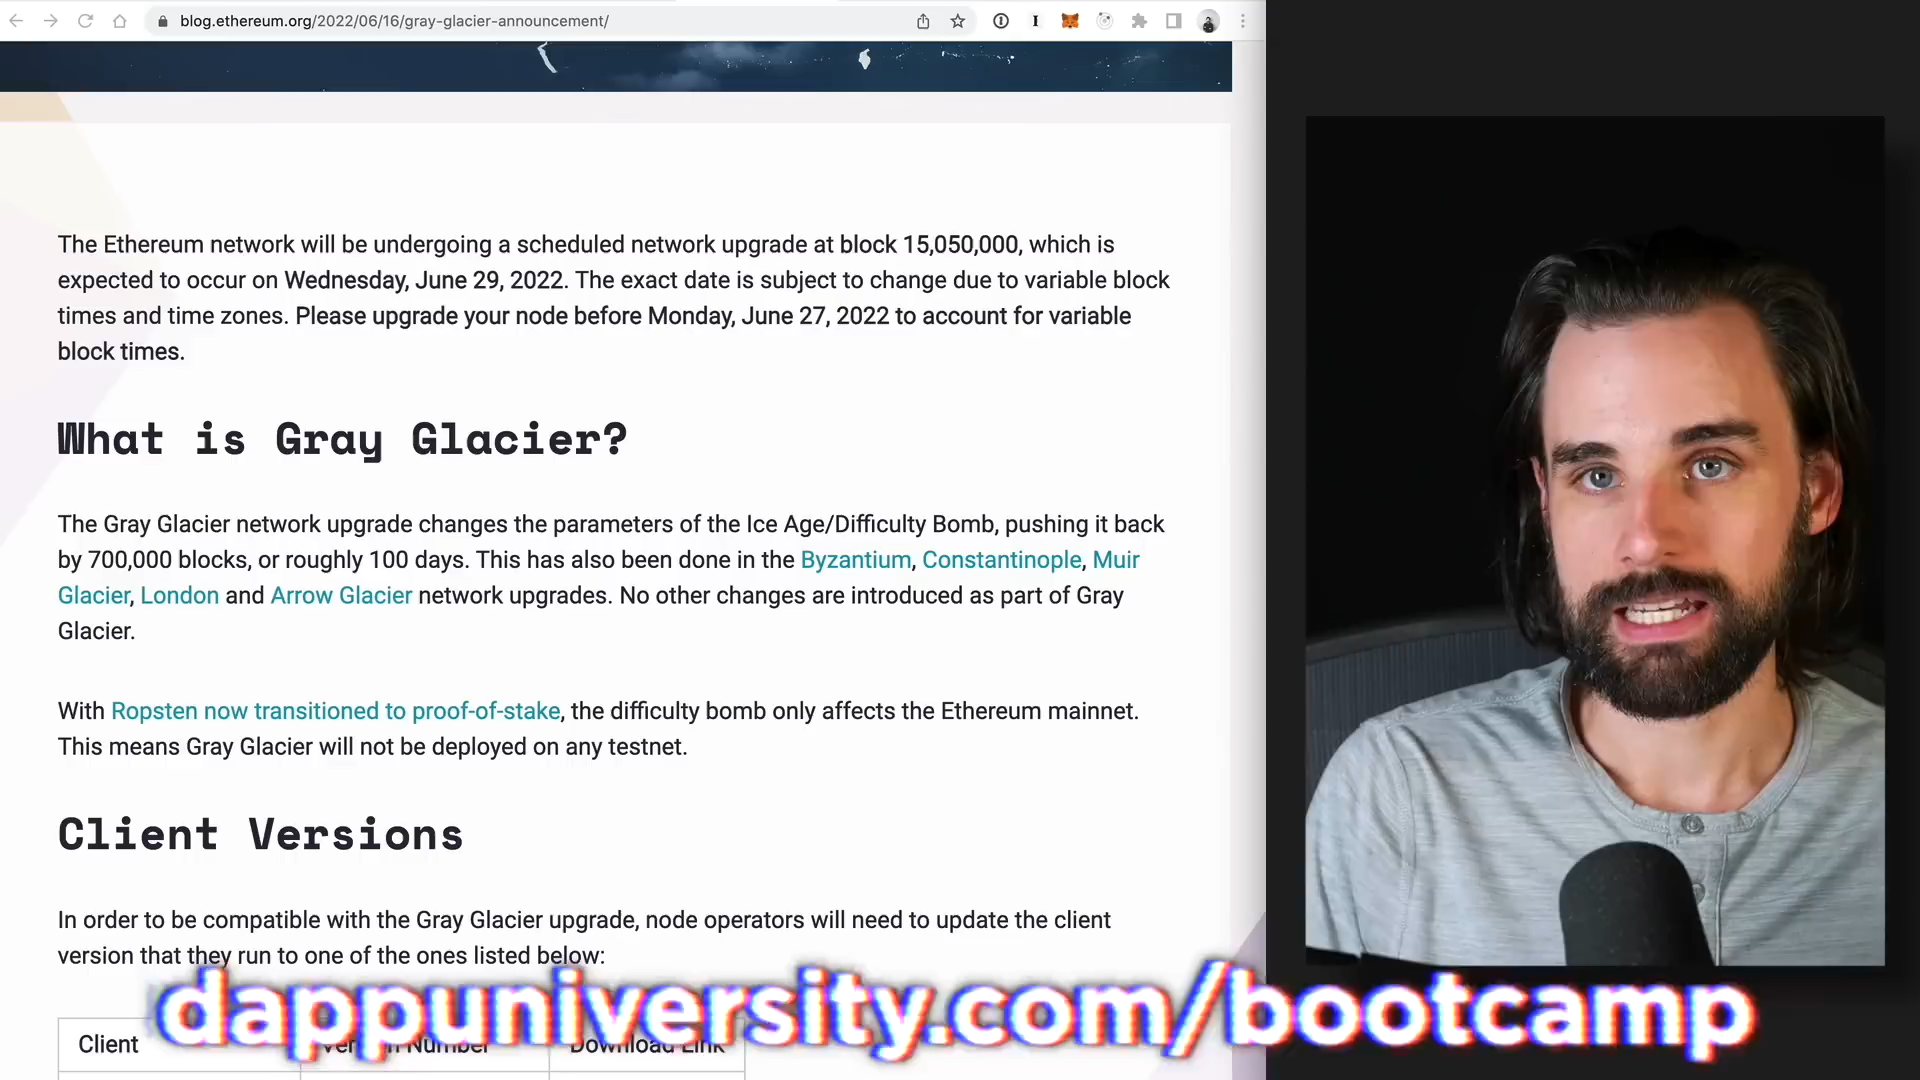 blog.ethereum.org/2022/06/16/gray-glacier-announcement/
The Ethereum network will be undergoing a scheduled network upgrade at block 15,050,000, which is
expected to occur on Wednesday, June 29, 2022. The exact date is subject to change due to variable block
times and time zones. Please upgrade your node before Monday, June 27, 2022 to account for variable
block times.
What is Gray Glacier?
The Gray Glacier network upgrade changes the parameters of the Ice Age/Difficulty Bomb, pushing it back
by 700,000 blocks, or roughly 100 days. This has also been done in the Byzantium, Constantinople, Muir
Glacier, London and Arrow Glacier network upgrades. No other changes are introduced as part of Gray
Glacier.
With Ropsten now transitioned to proof-of-stake, the difficulty bomb only affects the Ethereum mainnet.
This means Gray Glacier will not be deployed on any testnet.
Client Versions
In order to be compatible with the Gray Glacier upgrade, node operators will need to update the client
version that they run to one of the ones listed below:
dappuniversity.com/bootcamp
Client Version Number Download Link